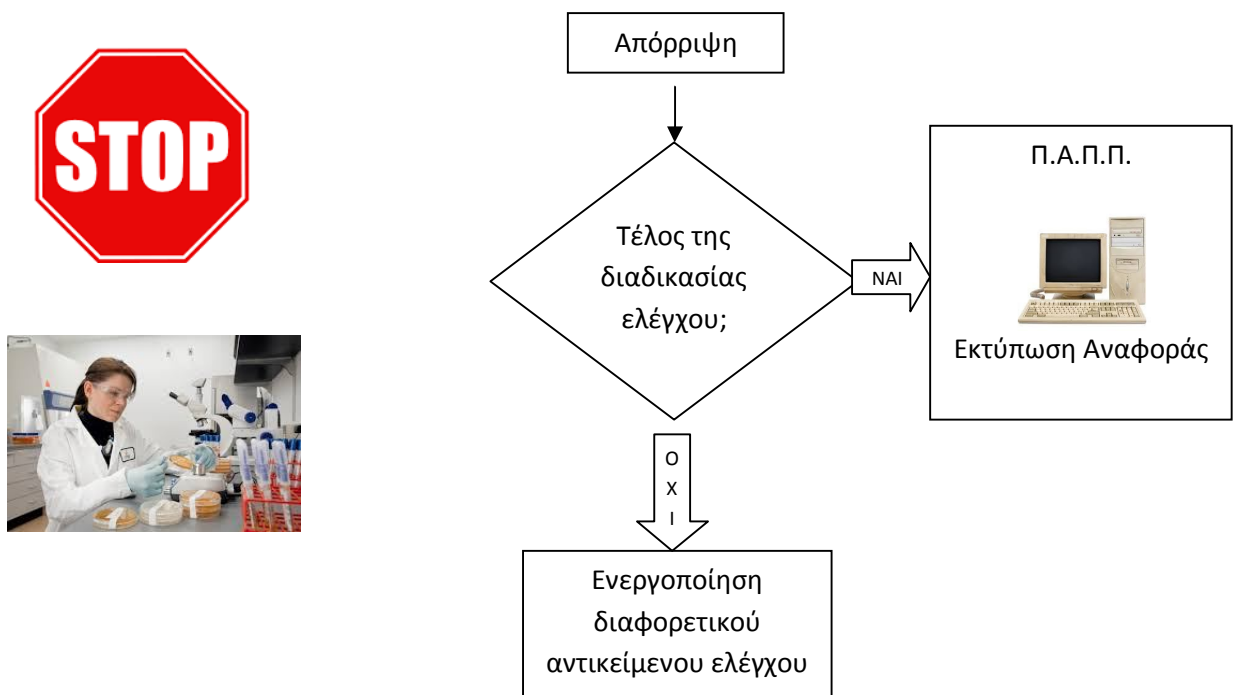 STOP
Απόρριψη
Τέλος της
διαδικασίας
ελέγχου;
ΝΑΙ
Π.Α.Π.Π.
Εκτύπωση Αναφοράς
Ο
Χ
Ι
Ενεργοποίηση
διαφορετικού
αντικείμενου ελέγχου